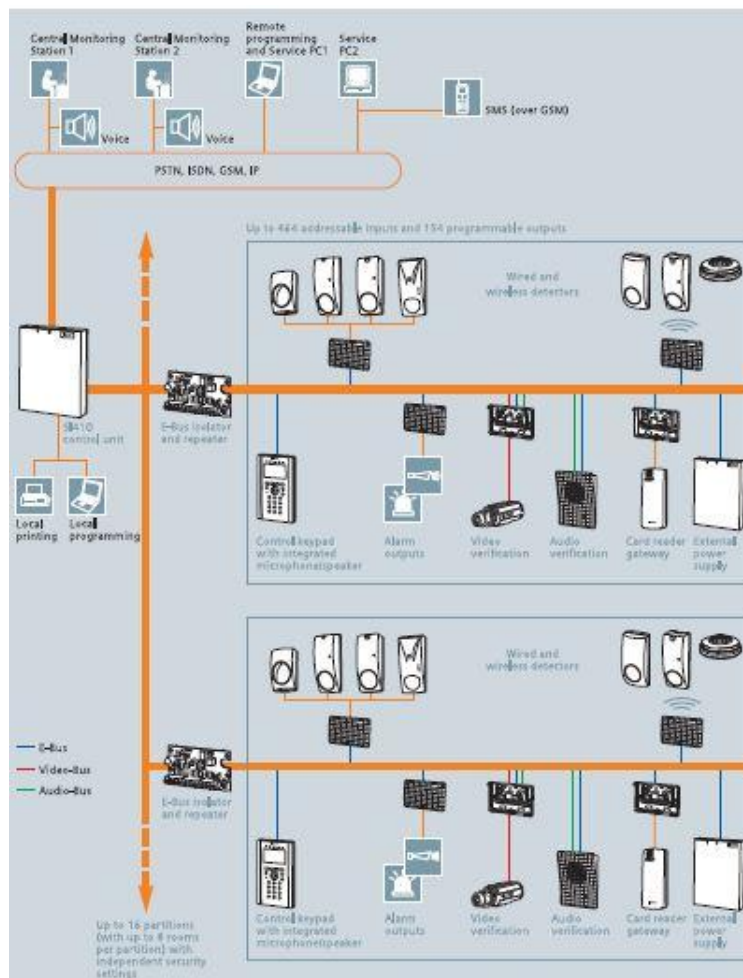 Central Monitoring
Station 1
Central Monitoring
Station 2
Remote
programming
and Service PC1
Service
PC2
SMS (over GSM)
Voice
Voice
PSTN, ISDN, GSM, IP
Up to 464 addressable inputs and 154 programmable outputs
Wired and
wireless detectors
SI410
control unit
E-Bus isolator
and repeater
Local
printing
Local
programming
Control keypad
with integrated
microphone/speaker
Alarm
outputs
Video
verification
Audio
verification
Card reader
gateway
External
power
supply
Wired and
wireless detectors
E-Bus
Video-Bus
Audio-Bus
E-Bus isolator
and repeater
Control keypad
with integrated
microphone/speaker
Alarm
outputs
Video
verification
Audio
verification
Card reader
gateway
External
power
supply
Up to 16 partitions
(with up to 8 rooms
per partition) with
independent security
settings